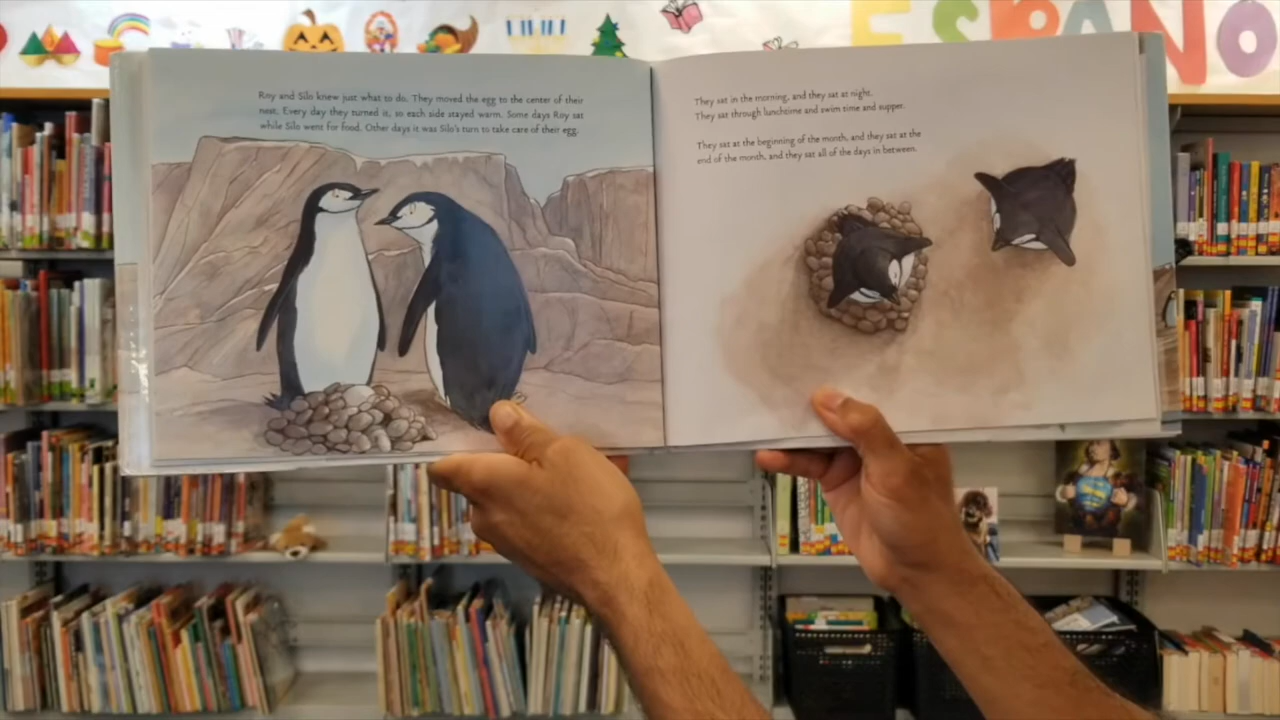 ESPAÑO
Roy and Silo knew just what to do. They moved the egg to the center of their
nest. Every day they turned it, so each side stayed warm. Some days Roy sat
while Silo went for food. Other days it was Silo's turn to take care of their egg.
They sat in the morning, and they sat at night.
They sat through lunchtime and swim time and supper.
They sat at the beginning of the month, and they sat at the
end of the month, and they sat all of the days in between.